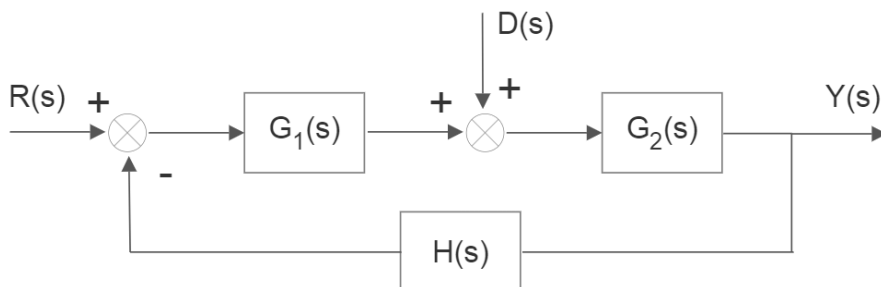 D(s)
R(s)
+
+
+
Y(s)
G₁(s)
G₂(s)
-
H(s)